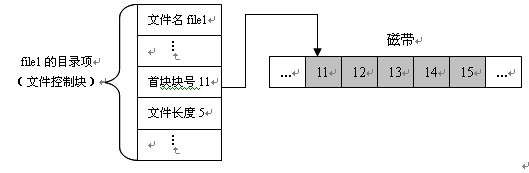 文件名 file1
⋮
file1 的目录项
（文件控制块）
首块块号 11
文件长度 5
⋮
磁带
... 11 12 13 14 15 ...